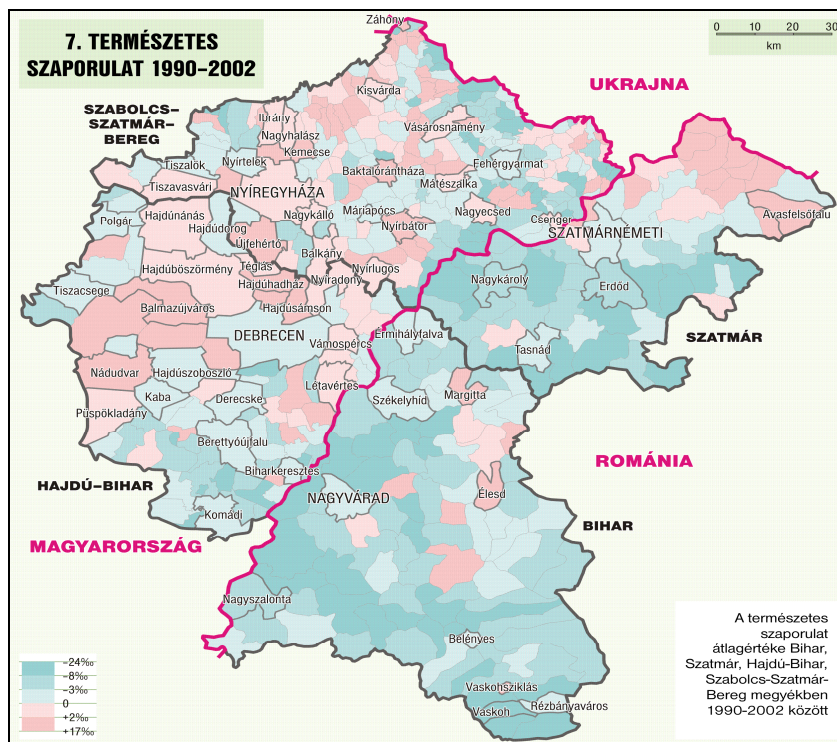 7. TERMÉSZETES
SZAPORULAT 1990–2002
Záhony
0 10 20 30
km
UKRAJNA
Kisvárda
SZABOLCS–
SZATMÁR–
BEREG
Ibrány
Nagyhalász
Vásárosnamény
Kemecse
Tiszalök
Nyírtelek
Fehérgyarmat
Baktalórántháza
Tiszavasvári
NYÍREGYHÁZA
Mátészalka
Polgár
Hajdúnánás
Nagykálló
Máriapócs
Nagyecsed
Avasfelsőfalu
Hajdúdorog
Nyírbátor
Csenger
SZATMÁRNÉMETI
Újfehértó
Balkány
Hajdúböszörmény
Téglás
Nyíradony
Nyírlugos
Tiszacsege
Hajdúhadház
Nagykároly
Erdőd
Balmazújváros
Hajdúsámson
DEBRECEN
Érmihályfalva
SZATMÁR
Vámospércs
Tasnád
Nádudvar
Hajdúszoboszló
Létavértes
Margitta
Kaba
Derecske
Székelyhíd
Püspökladány
Berettyóújfalu
ROMÁNIA
Biharkeresztes
HAJDÚ–BIHAR
NAGYVÁRAD
Élesd
Komádi
BIHAR
MAGYARORSZÁG
Nagyszalonta
Belényes
Vaskohsziklás
Rézbányaváros
Vaskoh
–24‰
–8‰
–3‰
0
+2‰
+17‰
A természetes
szaporulat
átlagértéke Bihar,
Szatmár, Hajdú-Bihar,
Szabolcs-Szatmár-
Bereg megyékben
1990-2002 között